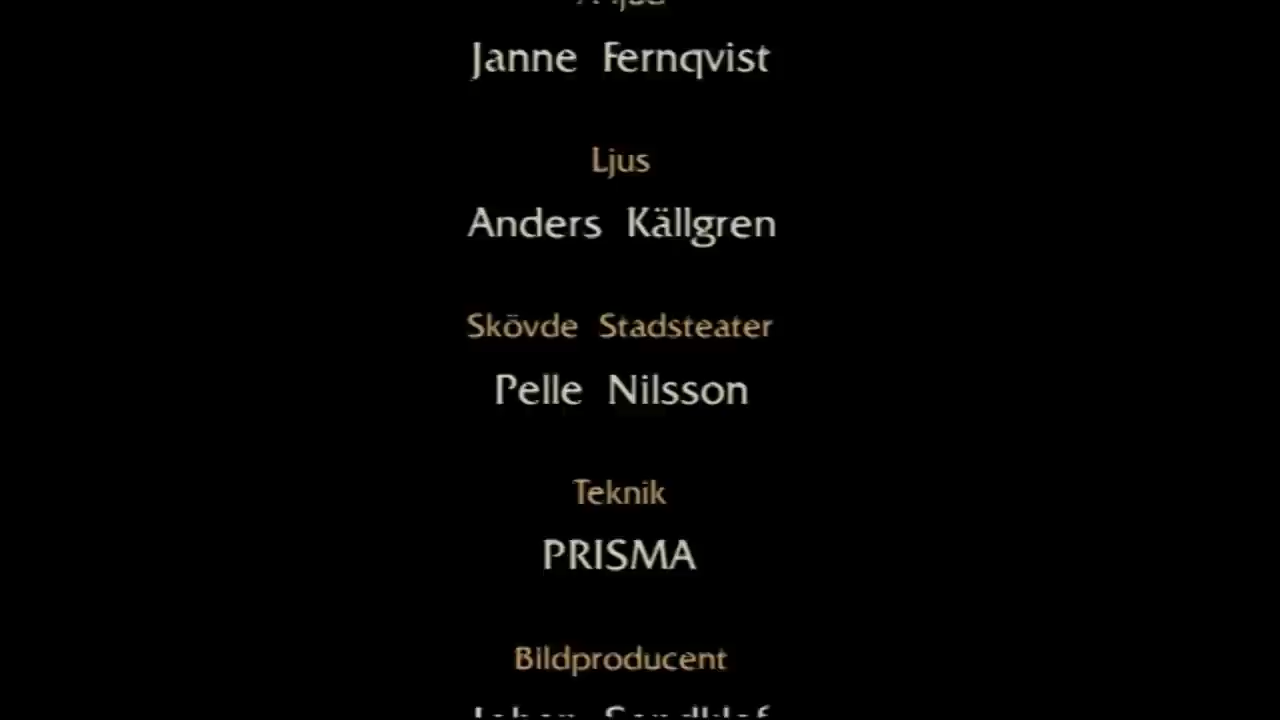 Janne Fernqvist
Ljus
Anders Källgren
Skövde Stadsteater
Pelle Nilsson
Teknik
PRISMA
Bildproducent